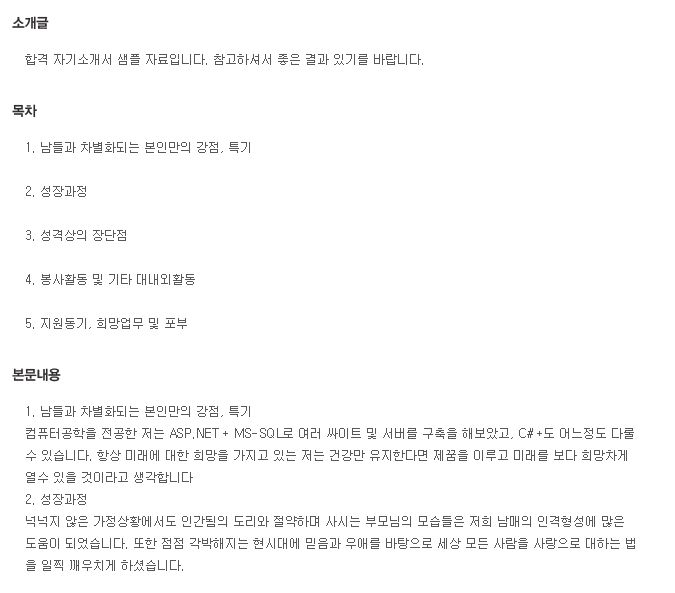 소개글
합격 자기소개서 샘플 자료입니다. 참고하셔서 좋은 결과 있기를 바랍니다.
목차
1. 남들과 차별화되는 본인만의 강점, 특기
2. 성장과정
3. 성격상의 장단점
4. 봉사활동 및 기타 대내외활동
5. 지원동기, 희망업무 및 포부
본문내용
1. 남들과 차별화되는 본인만의 강점, 특기
컴퓨터공학을 전공한 저는 ASP.NET + MS-SQL로 여러 싸이트 및 서버를 구축을 해보았고, C#+도 어느정도 다룰
수 있습니다. 항상 미래에 대한 희망을 가지고 있는 저는 건강만 유지한다면 제꿈을 이루고 미래를 보다 희망차게
열수 있을 것이라고 생각합니다
2. 성장과정
넉넉지 않은 가정상황에서도 인간됨의 도리와 절약하며 사시는 부모님의 모습들은 저희 남매의 인격형성에 많은
도움이 되었습니다. 또한 점점 각박해지는 현시대에 믿음과 우애를 바탕으로 세상 모든 사람을 사랑으로 대하는 법
을 일찍 깨우치게 하셨습니다.